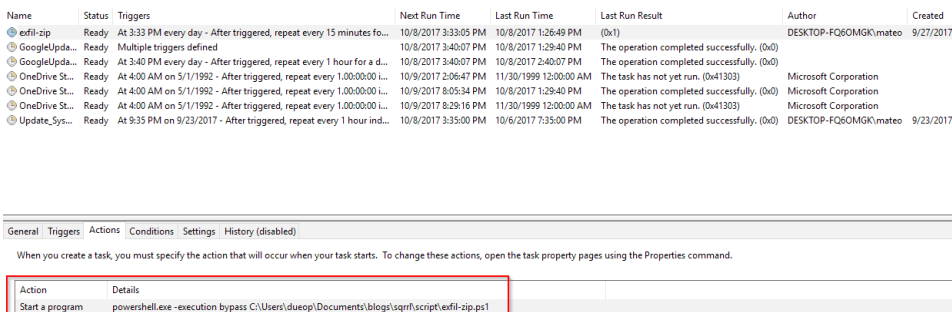 Name Status Triggers Next Run Time Last Run Time Last Run Result Author Created
exfil-zip Ready At 3:33 PM every day - After triggered, repeat every 15 minutes fo... 10/8/2017 3:33:05 PM 10/8/2017 1:26:49 PM (0x1) DESKTOP-FQ6OMGK\mateo 9/27/2017
GoogleUpda... Ready Multiple triggers defined 10/8/2017 3:40:07 PM 10/8/2017 1:29:40 PM The operation completed successfully. (0x0)
GoogleUpda... Ready At 3:40 PM every day - After triggered, repeat every 1 hour for a d... 10/8/2017 3:40:07 PM 10/8/2017 2:40:07 PM The operation completed successfully. (0x0)
OneDrive St... Ready At 4:00 AM on 5/1/1992 - After triggered, repeat every 1.00:00:00 i... 10/9/2017 2:06:47 PM 11/30/1999 12:00:00 AM The task has not yet run. (0x41303) Microsoft Corporation
OneDrive St... Ready At 4:00 AM on 5/1/1992 - After triggered, repeat every 1.00:00:00 i... 10/9/2017 8:05:34 PM 10/8/2017 1:29:40 PM The operation completed successfully. (0x0) Microsoft Corporation
OneDrive St... Ready At 4:00 AM on 5/1/1992 - After triggered, repeat every 1.00:00:00 i... 10/9/2017 8:29:16 PM 11/30/1999 12:00:00 AM The task has not yet run. (0x41303) Microsoft Corporation
Update_Sys... Ready At 9:35 PM on 9/23/2017 - After triggered, repeat every 1 hour ind... 10/8/2017 3:35:00 PM 10/6/2017 7:35:00 PM The operation completed successfully. (0x0) DESKTOP-FQ6OMGK\mateo 9/23/2017
General Triggers Actions Conditions Settings History (disabled)
When you create a task, you must specify the action that will occur when your task starts. To change these actions, open the task property pages using the Properties command.
Action Details
Start a program powershell.exe -execution bypass C:\Users\dueop\Documents\blogs\sqrrl\script\exfil-zip.ps1